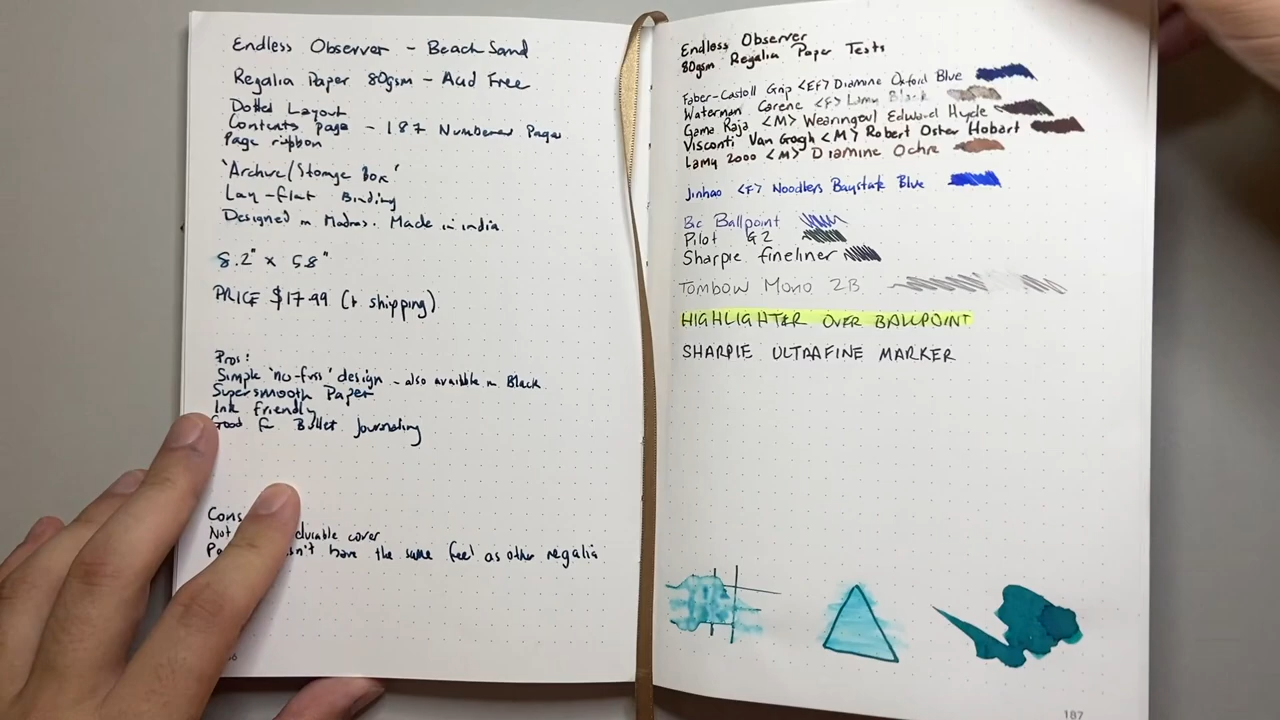 Endless Observer - Beach Sand
Regalia Paper 80gsm - Acid Free
Dotted Layout
Contents page - 187 Numbered Pages
Page ribbon
'Archive/Storage Box'
Lay-flat Binding
Designed in Madras. Made in india
8.2" x 5.8"
PRICE $17.99 (+ shipping)
Pros:
Simple 'no-fuss' design - also available in Black
Supersmooth Paper
Ink Friendly
Good for Bullet Journaling
Cons
Not durable cover
have the same feel as other regalia
Endless Observer
80gsm Regalia Paper Tests
Faber-Castell Grip <EF> Diamine Oxford Blue
Waterman Carene <F> Lamy Black
Gama Raja <M> Wearingeul Edward Hyde
Visconti Van Gogh <M> Robert Oster Hobart
Lamy 2000 <M> Diamine Ochre
Jinhao <F> Noodlers Baystate Blue
Bic Ballpoint
Pilot G2
Sharpie fineliner
Tombow Mono 2B
HIGHLIGHTER OVER BALLPOINT
SHARPIE ULTRAFINE MARKER
187